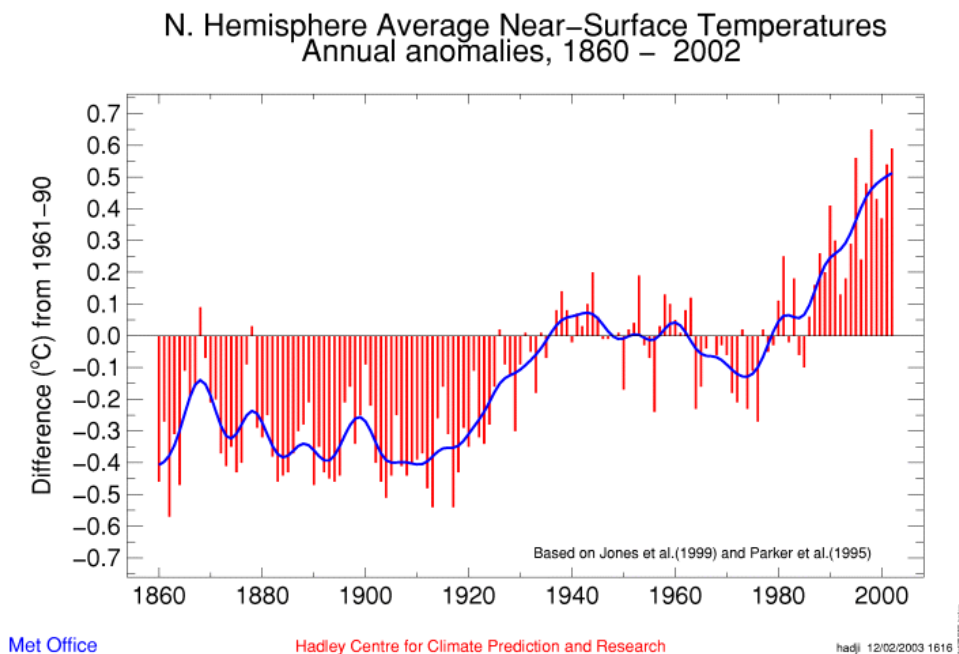 N. Hemisphere Average Near-Surface Temperatures
Annual anomalies, 1860 - 2002
Difference (°C) from 1961-90
0.7
0.6
0.5
0.4
0.3
0.2
0.1
0.0
-0.1
-0.2
-0.3
-0.4
-0.5
-0.6
-0.7
Based on Jones et al.(1999) and Parker et al.(1995)
1860 1880 1900 1920 1940 1960 1980 2000
Met Office Hadley Centre for Climate Prediction and Research hadji 12/02/2003 1616